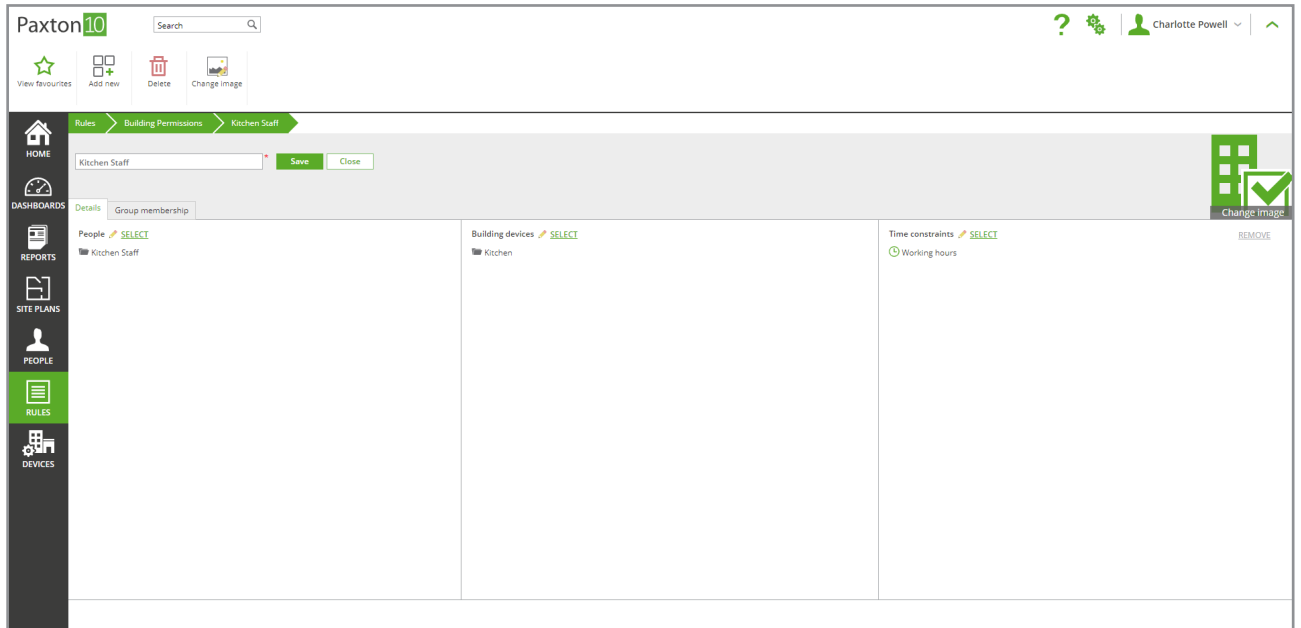 Paxton10
Search
Charlotte Powell
View favourites
Add new
Delete
Change image
Rules
Building Permissions
Kitchen Staff
HOME
DASHBOARDS
REPORTS
SITE PLANS
PEOPLE
RULES
DEVICES
Kitchen Staff
*
Save
Close
Change image
Details
Group membership
People SELECT
Kitchen Staff
Building devices SELECT
Kitchen
Time constraints SELECT
REMOVE
Working hours